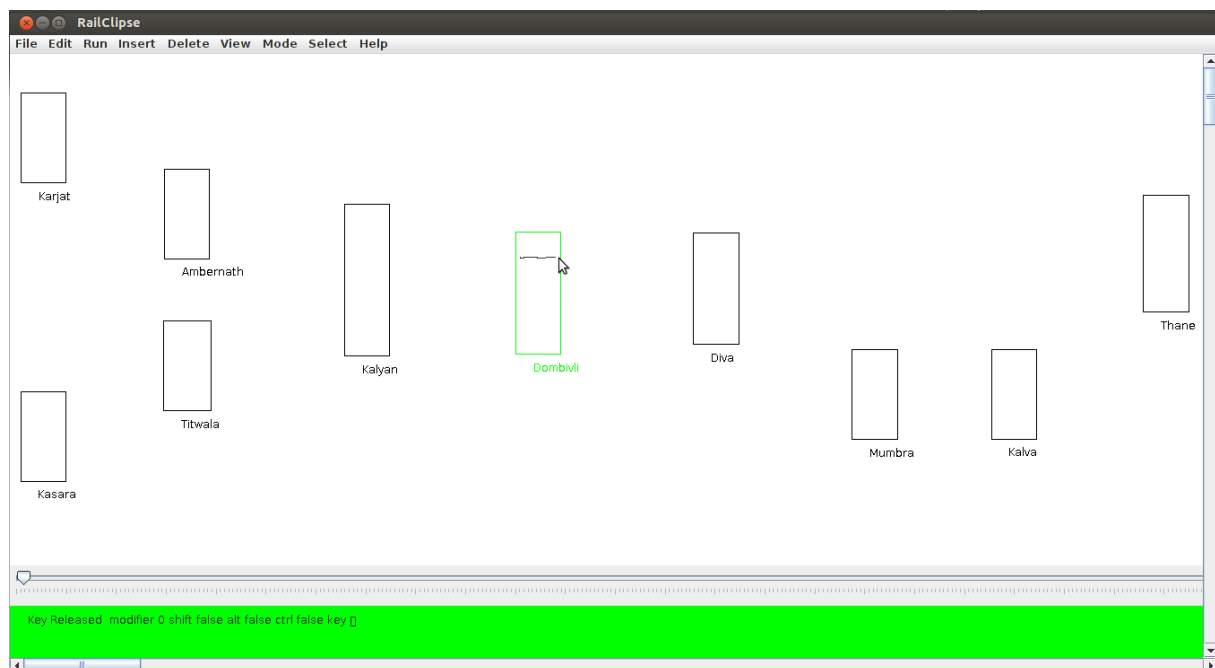 RailClipse
File Edit Run Insert Delete View Mode Select Help
Karjat
Ambernath
Thane
Diva
Dombivli
Kalyan
Titwala
Mumbra
Kalva
Kasara
Key Released modifier 0 shift false alt false ctrl false key []